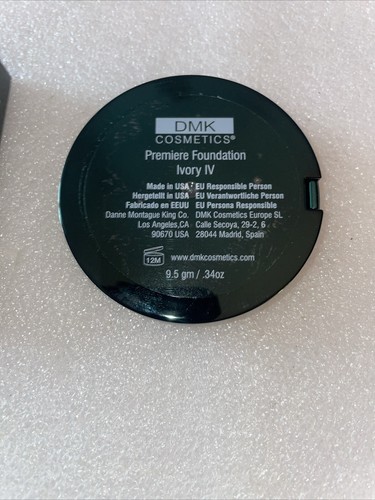 DMK
COSMETICS®
Premiere Foundation
Ivory IV
Made in USA EU Responsible Person
Hergetellt in USA EU Verantwortliche Person
Fabricado en EEUU EU Persona Responsible
Danne Montague King Co. DMK Cosmetics Europe SL
Los Angeles,CA Calle Secoya, 29-2, 6
90670 USA 28044 Madrid, Spain
12M www.dmkcosmetics.com
9.5 gm / .34oz